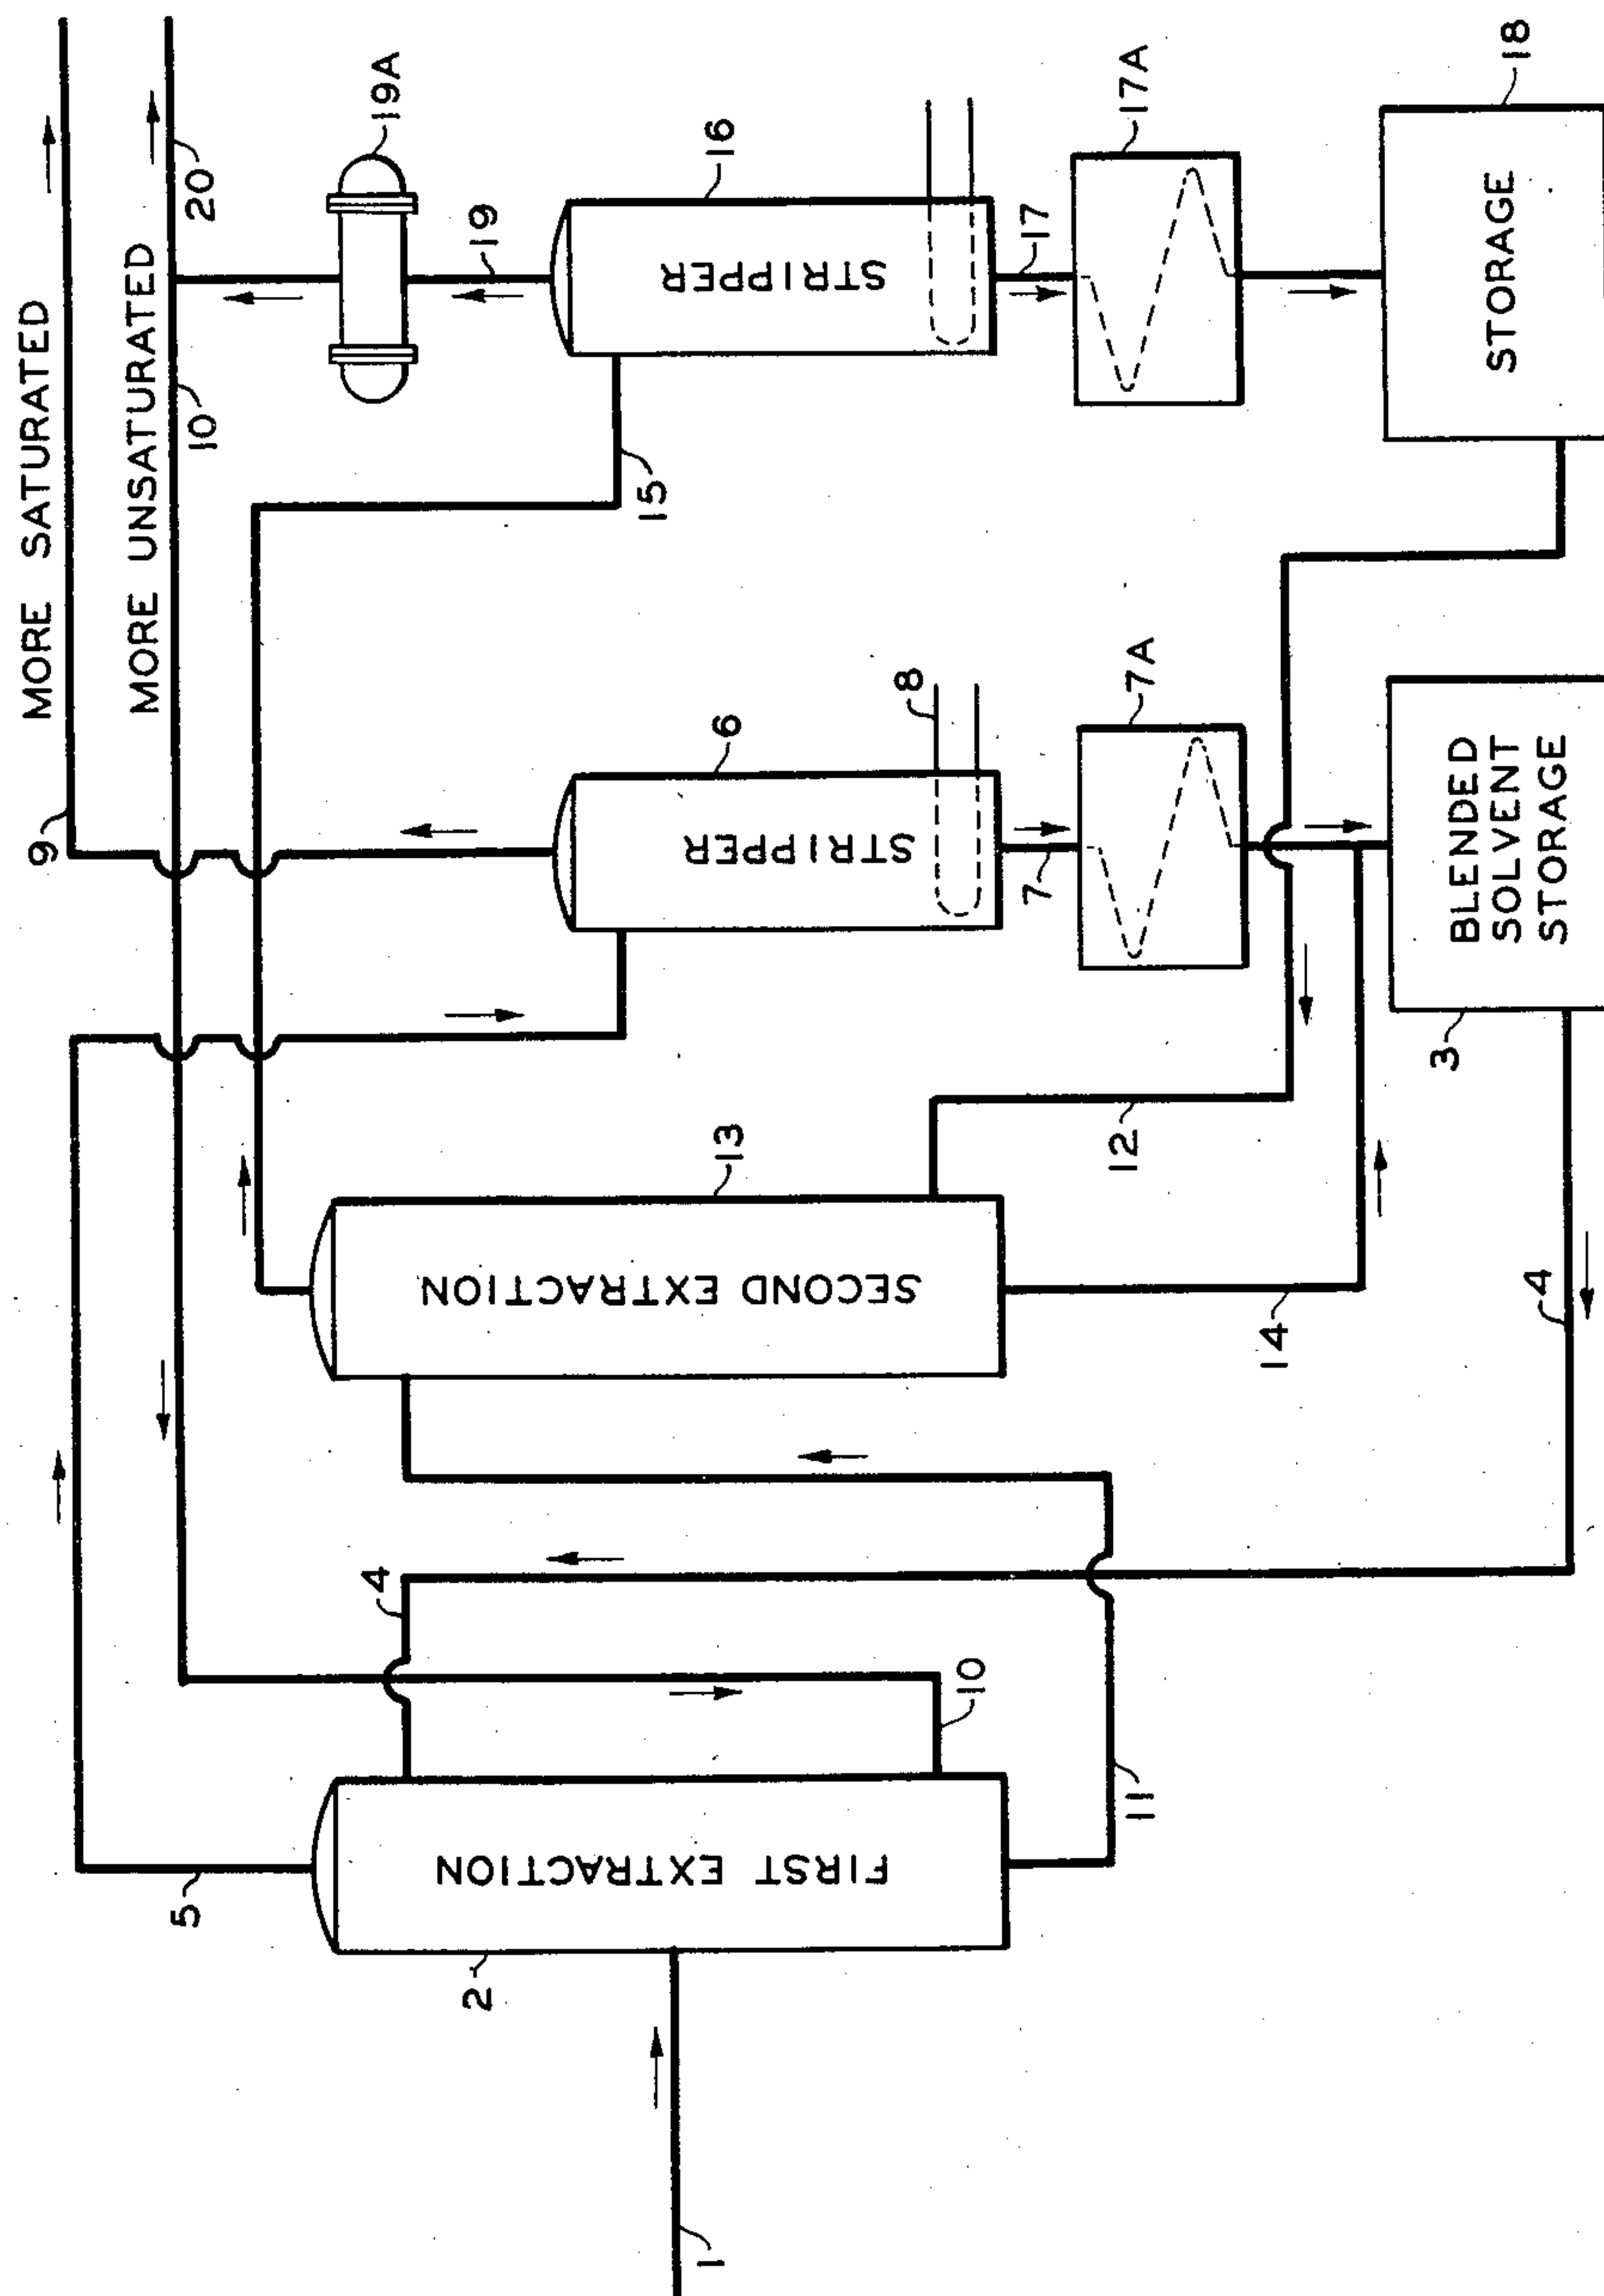 MORE SATURATED
9
MORE UNSATURATED
10
20
19A
19
5
4
15
16
STRIPPER
6
STRIPPER
8
13
SECOND EXTRACTION
2
FIRST EXTRACTION
10
1
17
17A
7
7A
11
12
14
18
STORAGE
3
BLENDED
SOLVENT
STORAGE
4